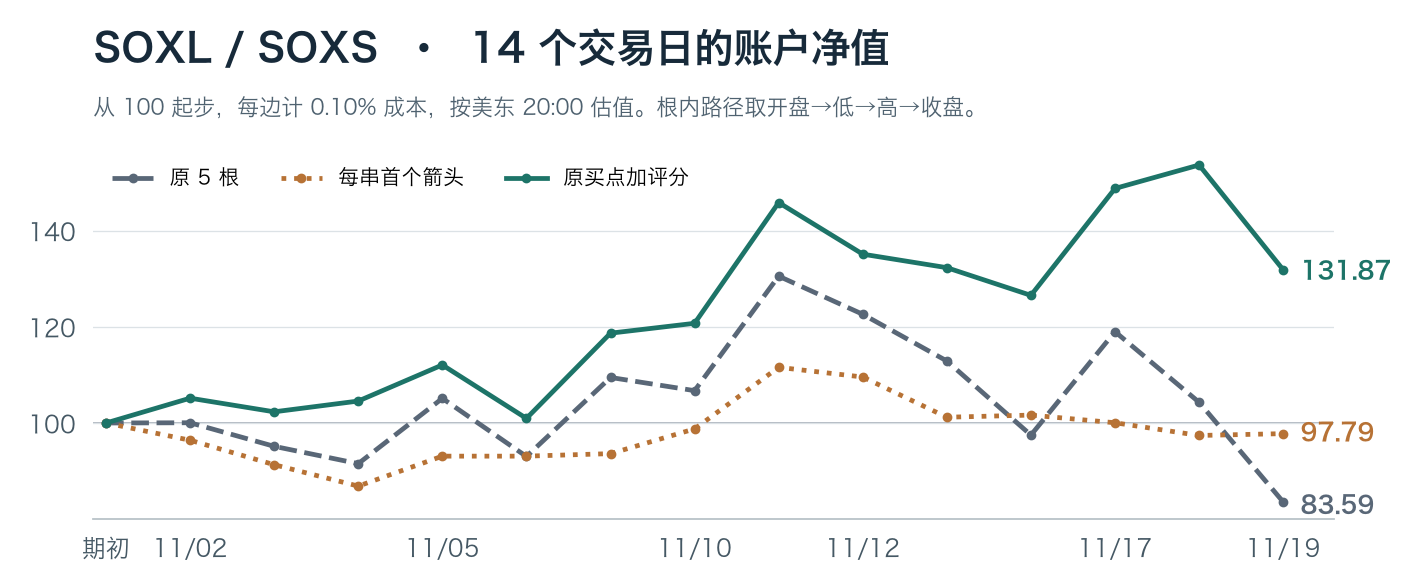 SOXL / SOXS · 14 个交易日的账户净值
从 100 起步，每边计 0.10% 成本，按美东 20:00 估值。根内路径取开盘→低→高→收盘。
原 5 根 每串首个箭头 原买点加评分
140
120
100
131.87
97.79
83.59
期初 11/02 11/05 11/10 11/12 11/17 11/19